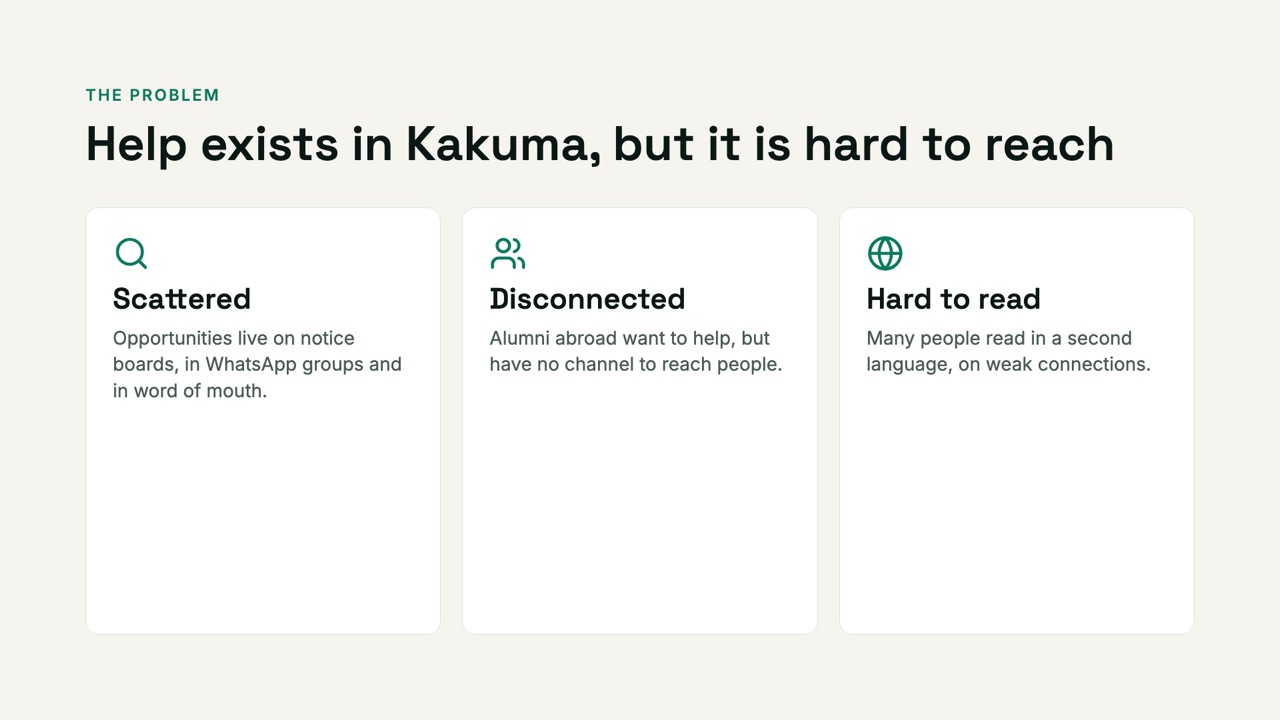 THE PROBLEM
Help exists in Kakuma, but it is hard to reach
Scattered
Opportunities live on notice
boards, in WhatsApp groups and
in word of mouth.
Disconnected
Alumni abroad want to help, but
have no channel to reach people.
Hard to read
Many people read in a second
language, on weak connections.